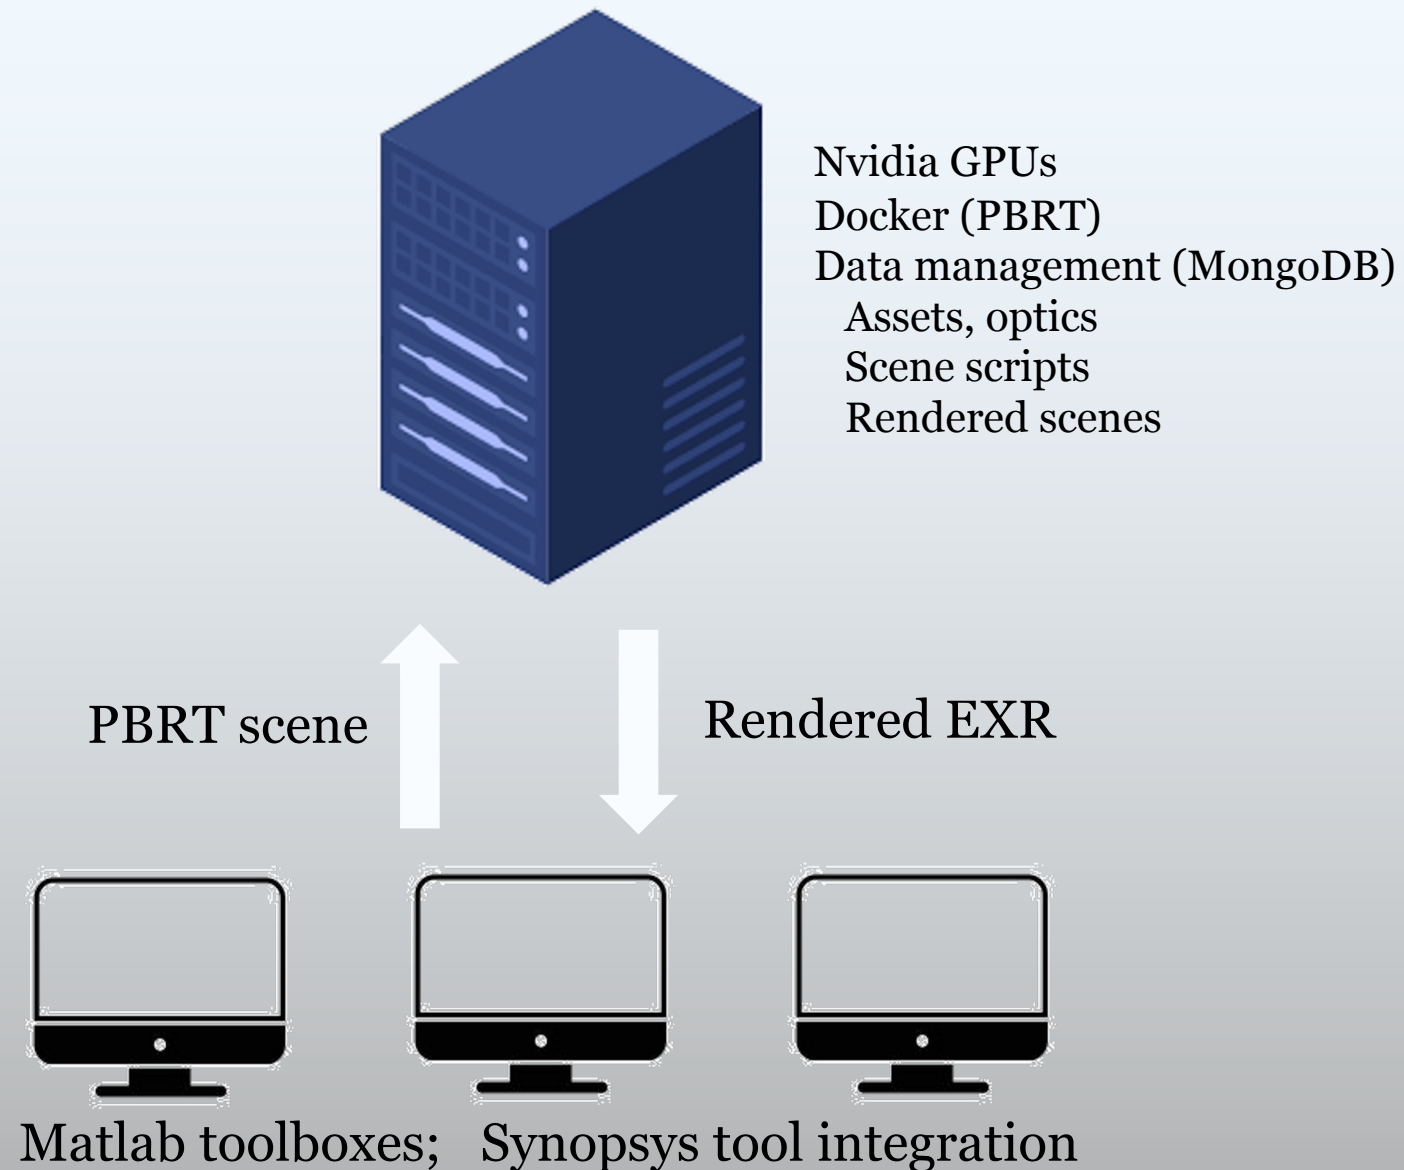 Nvidia GPUs
Docker (PBRT)
Data management (MongoDB)
Assets, optics
Scene scripts
Rendered scenes
PBRT scene
Rendered EXR
Matlab toolboxes; Synopsys tool integration